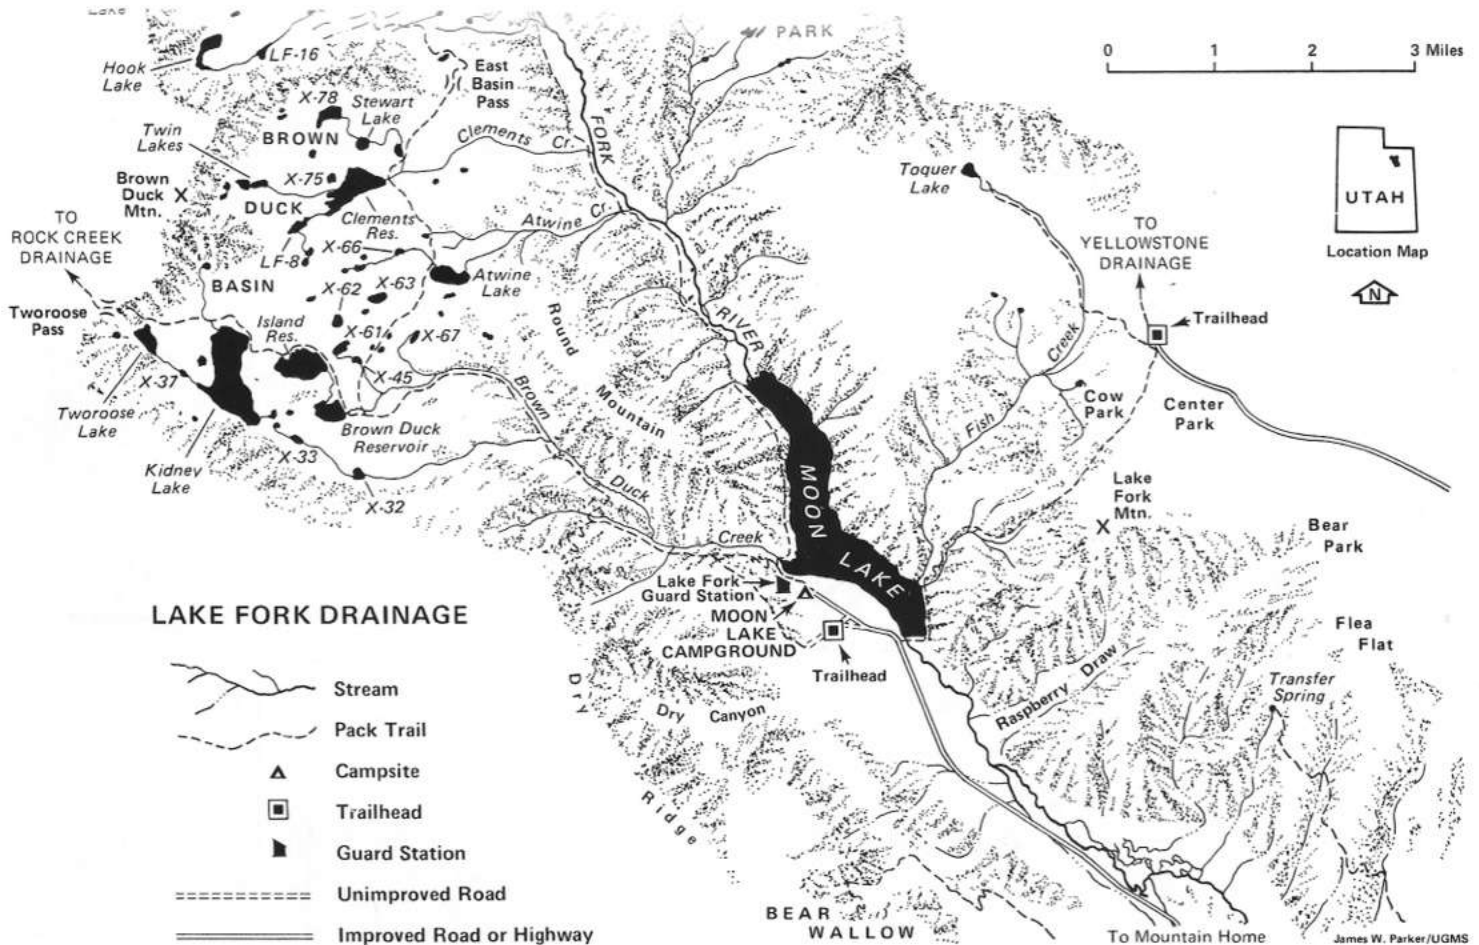 Lake
PARK
0 1 2 3 Miles
Hook
Lake
LF-16
East
Basin
Pass
X-78
Stewart
Lake
Twin
Lakes
BROWN
Clements Cr.
FORK
Brown
Duck
Mtn.
X
X-75
DUCK
Clements
Res.
Atwine Cr.
Toquer
Lake
UTAH
Location Map
N
TO
ROCK CREEK
DRAINAGE
TO
YELLOWSTONE
DRAINAGE
LF-8
X-66
BASIN
X-62
X-63
Atwine
Lake
Tworoose
Pass
Island
Res.
X-61
X-67
Round
Mountain
RIVER
Trailhead
X-37
X-45
Tworoose
Lake
Brown Duck
Reservoir
Kidney
Lake
X-33
X-32
Brown
Duck
Creek
MOON
LAKE
Fish
Creek
Cow
Park
Center
Park
Lake
Fork
Mtn.
X
Bear
Park
Lake Fork
Guard Station
MOON
LAKE
CAMPGROUND
Trailhead
Flea
Flat
Transfer
Spring
Raspberry Draw
Dry
Ridge
Dry Canyon
LAKE FORK DRAINAGE
Stream
Pack Trail
Campsite
Trailhead
Guard Station
Unimproved Road
Improved Road or Highway
BEAR
WALLOW
To Mountain Home
James W. Parker/UGMS